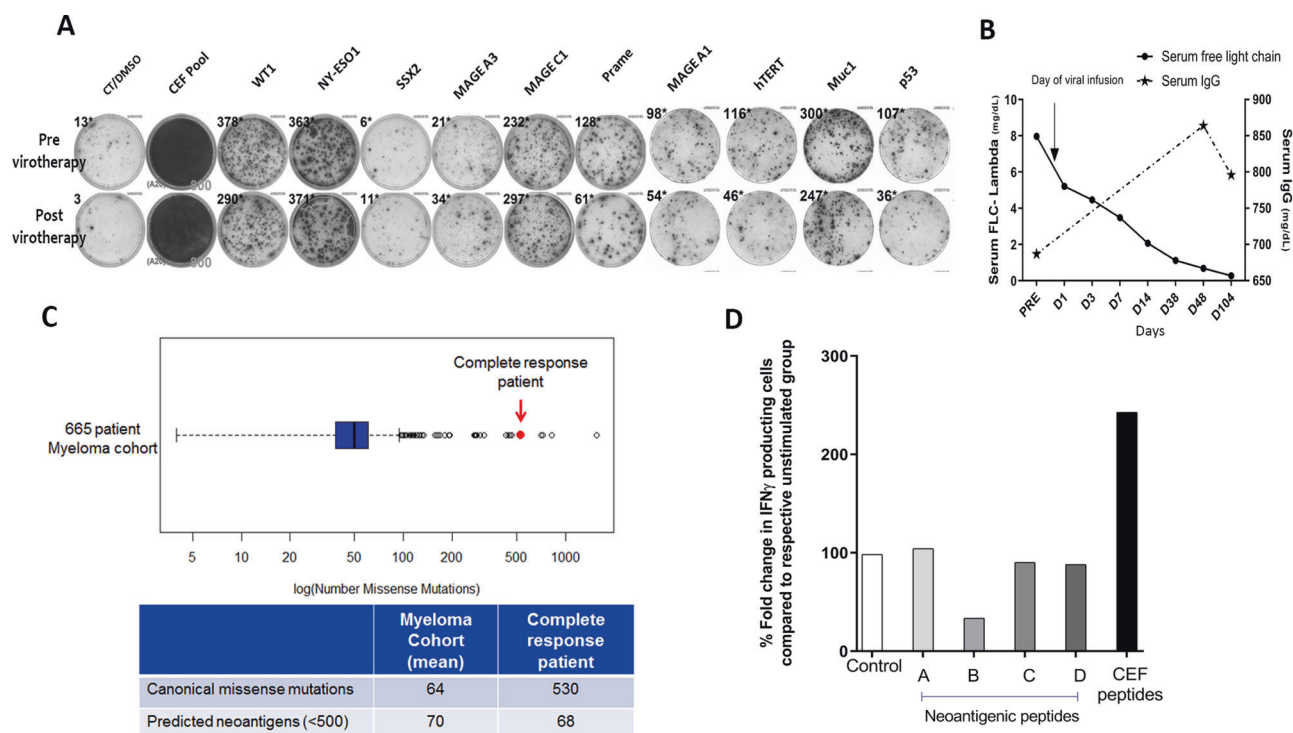 A
CT/DMSO CEF Pool WT1 NY-ESO1 SSX2 MAGE A3 MAGE C1 Prame MAGE A1 hTERT Muc1 p53
Pre
virotherapy
13* 378* 363* 6* 21* 232* 128* 98* 116* 300* 107*
(A20) 800
Post
virotherapy
3 290* 371* 11* 34* 297* 61* 54* 46* 247* 36*
(A20) 800
B
Serum free light chain
Serum IgG
Day of viral infusion
Serum FLC- Lambda (mg/dL)
10
8
6
4
2
0
Serum IgG (mg/dL)
900
850
800
750
700
650
PRE D1 D3 D7 D14 D38 D48 D104
Days
C
Complete response
patient
665 patient
Myeloma cohort
5 10 20 50 100 200 500 1000
log(Number Missense Mutations)
Myeloma Cohort (mean) Complete response patient
Canonical missense mutations 64 530
Predicted neoantigens (<500) 70 68
D
% Fold change in IFNγ producing cells
compared to respective unstimulated group
300
200
100
0
Control A B C D CEF
peptides
Neoantigenic peptides